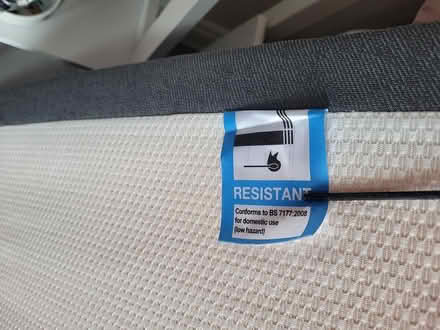 RESISTANT
Conforms to BS 7177:2008
for domestic use
(low hazard)